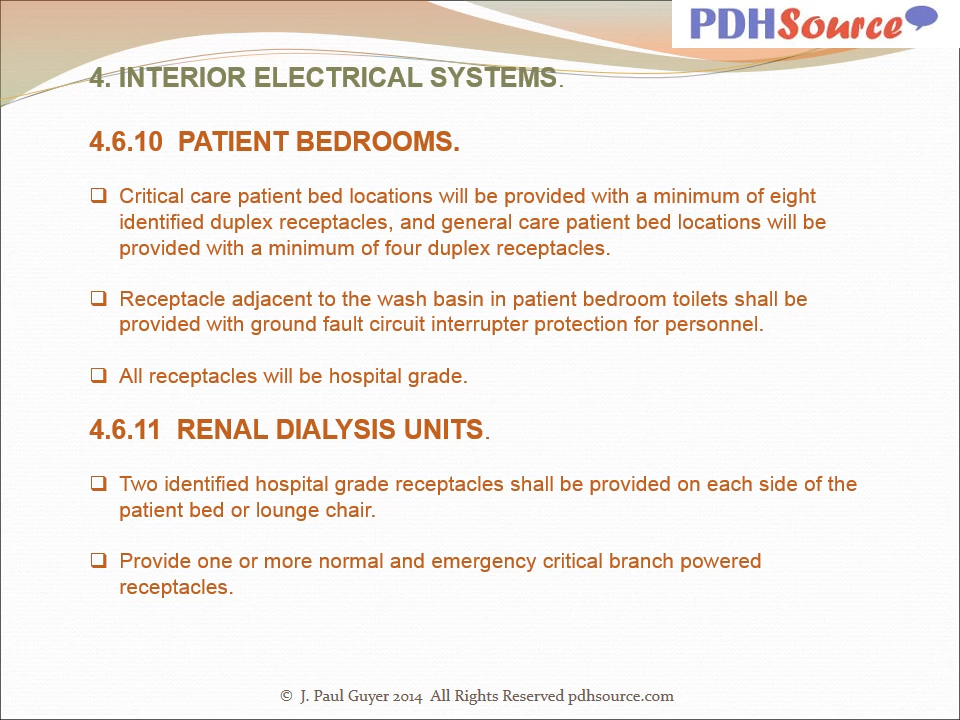 PDHSource
4. INTERIOR ELECTRICAL SYSTEMS.
4.6.10 PATIENT BEDROOMS.
Critical care patient bed locations will be provided with a minimum of eight
identified duplex receptacles, and general care patient bed locations will be
provided with a minimum of four duplex receptacles.
Receptacle adjacent to the wash basin in patient bedroom toilets shall be
provided with ground fault circuit interrupter protection for personnel.
All receptacles will be hospital grade.
4.6.11 RENAL DIALYSIS UNITS.
Two identified hospital grade receptacles shall be provided on each side of the
patient bed or lounge chair.
Provide one or more normal and emergency critical branch powered
receptacles.
© J. Paul Guyer 2014 All Rights Reserved pdhsource.com